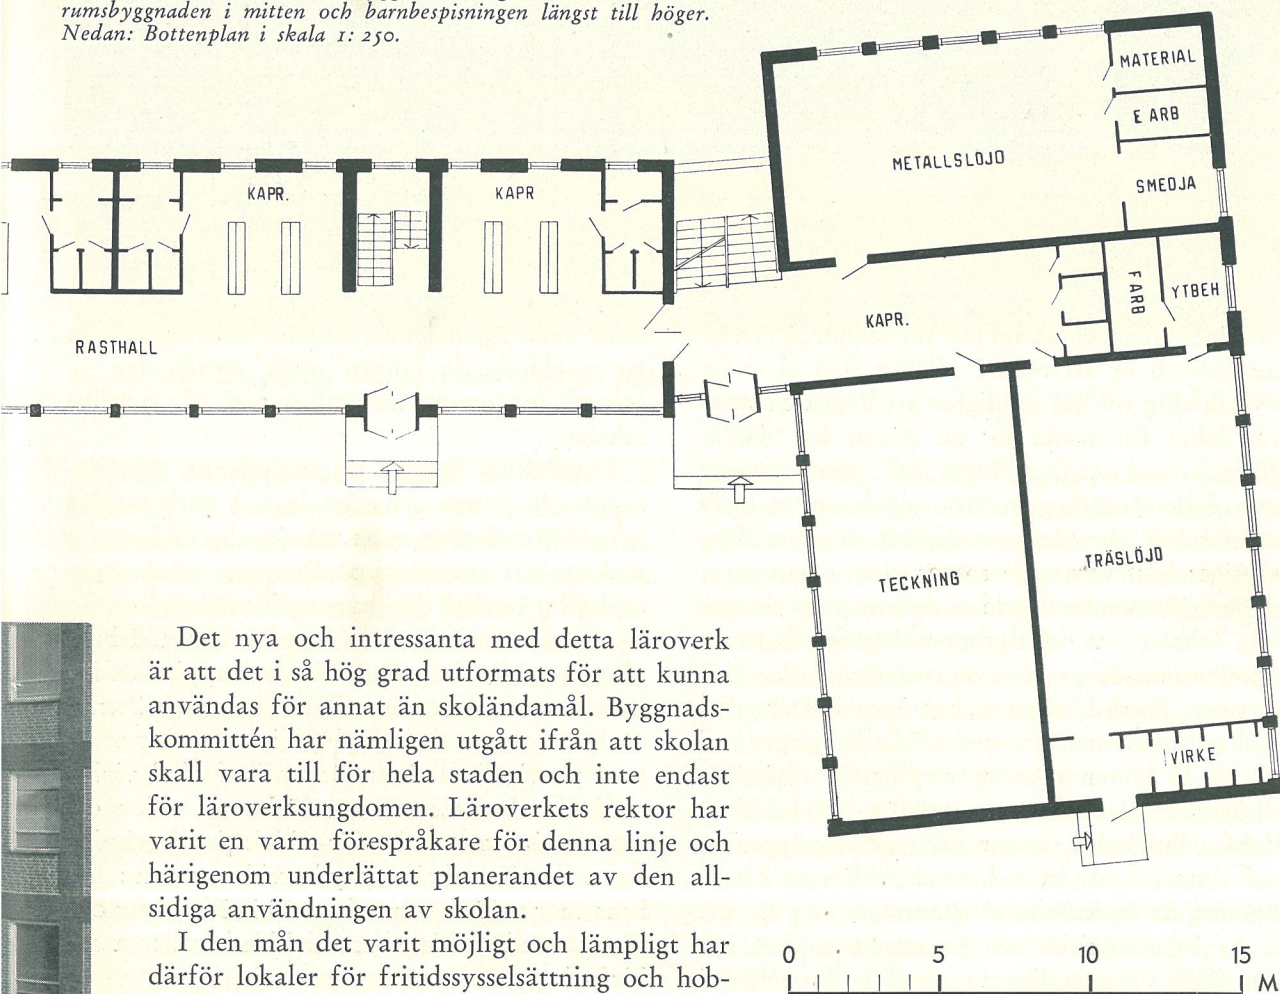 rumsbyggnaden i mitten och barnbespisningen längst till höger.
Nedan: Bottenplan i skala 1: 250.
MATERIAL
E ARB
METALLSLÖJD
SMEDJA
KAPR.
KAPR
FARB
YTBEH
KAPR.
RASTHALL
TECKNING
TRÄSLÖJD
VIRKE
Det nya och intressanta med detta läroverk
är att det i så hög grad utformats för att kunna
användas för annat än skoländamål. Byggnads-
kommittén har nämligen utgått ifrån att skolan
skall vara till för hela staden och inte endast
för läroverksungdomen. Läroverkets rektor har
varit en varm förespråkare för denna linje och
härigenom underlättat planerandet av den all-
sidiga användningen av skolan.
I den mån det varit möjligt och lämpligt har
därför lokaler för fritidssysselsättning och hob-
0 5 10 15 M